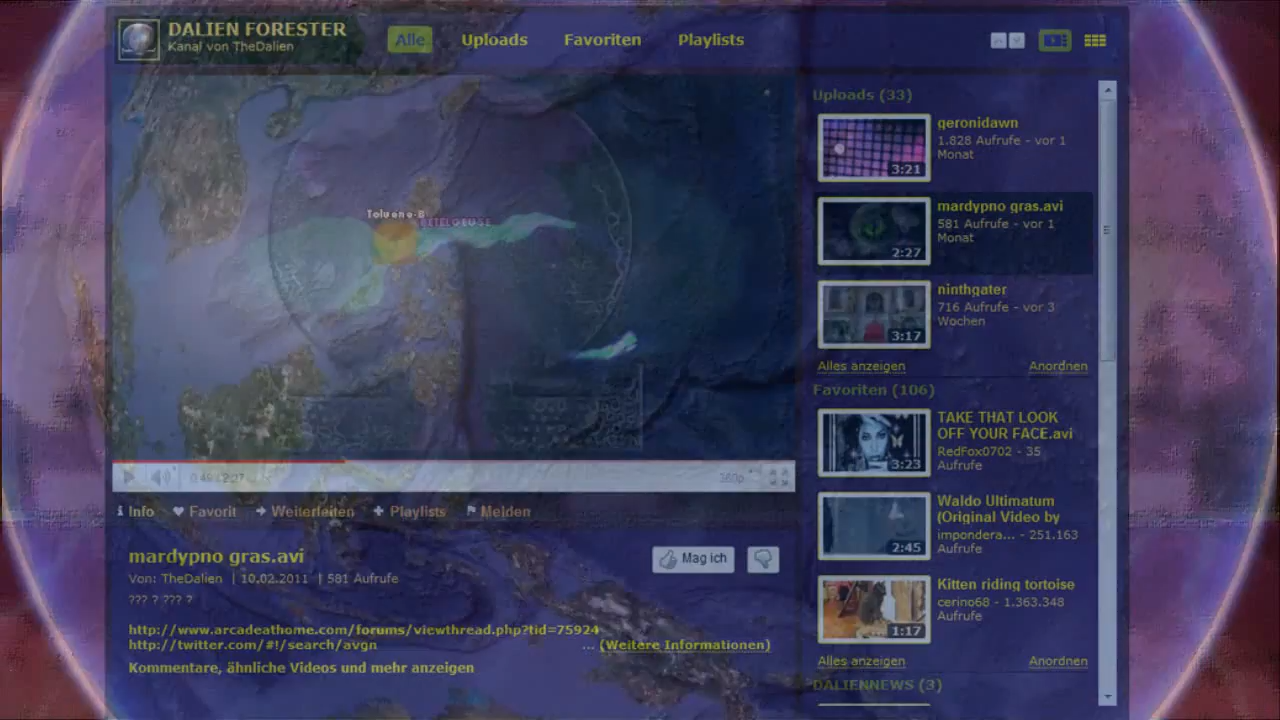 DALIEN FORESTER
Kanal von TheDalien
Alle
Uploads
Favoriten
Playlists
Tolueno-B
BETELGEUSE
0:49 / 2:27
360p
Info
Favorit
Weiterleiten
Playlists
Melden
mardypno gras.avi
Von: TheDalien | 10.02.2011 | 581 Aufrufe
??? ? ??? ?
Mag ich
http://www.arcadeathome.com/forums/viewthread.php?tid=75924
http://twitter.com/#!/search/avgn
... (Weitere Informationen)
Kommentare, ähnliche Videos und mehr anzeigen
Uploads (33)
geronidawn
1.828 Aufrufe - vor 1
Monat
3:21
mardypno gras.avi
581 Aufrufe - vor 1
Monat
2:27
ninthgater
716 Aufrufe - vor 3
Wochen
3:17
Alles anzeigen
Anordnen
Favoriten (106)
TAKE THAT LOOK
OFF YOUR FACE.avi
RedFox0702 - 35
Aufrufe
3:23
Waldo Ultimatum
(Original Video by
impondera... - 251.163
Aufrufe
2:45
Kitten riding tortoise
cerino68 - 1.363.348
Aufrufe
1:17
Alles anzeigen
Anordnen
DALIENNEWS (3)